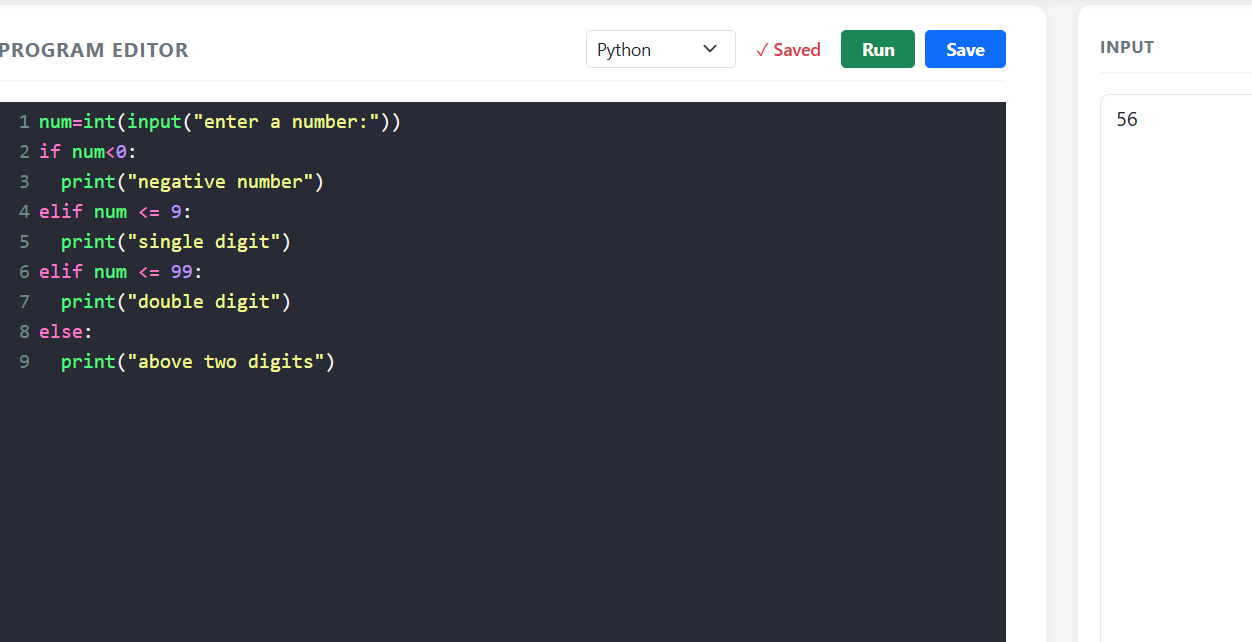 PROGRAM EDITOR
Python
✓ Saved
Run
Save
1 num=int(input("enter a number:"))
2 if num<0:
3   print("negative number")
4 elif num <= 9:
5   print("single digit")
6 elif num <= 99:
7   print("double digit")
8 else:
9   print("above two digits")
INPUT
56